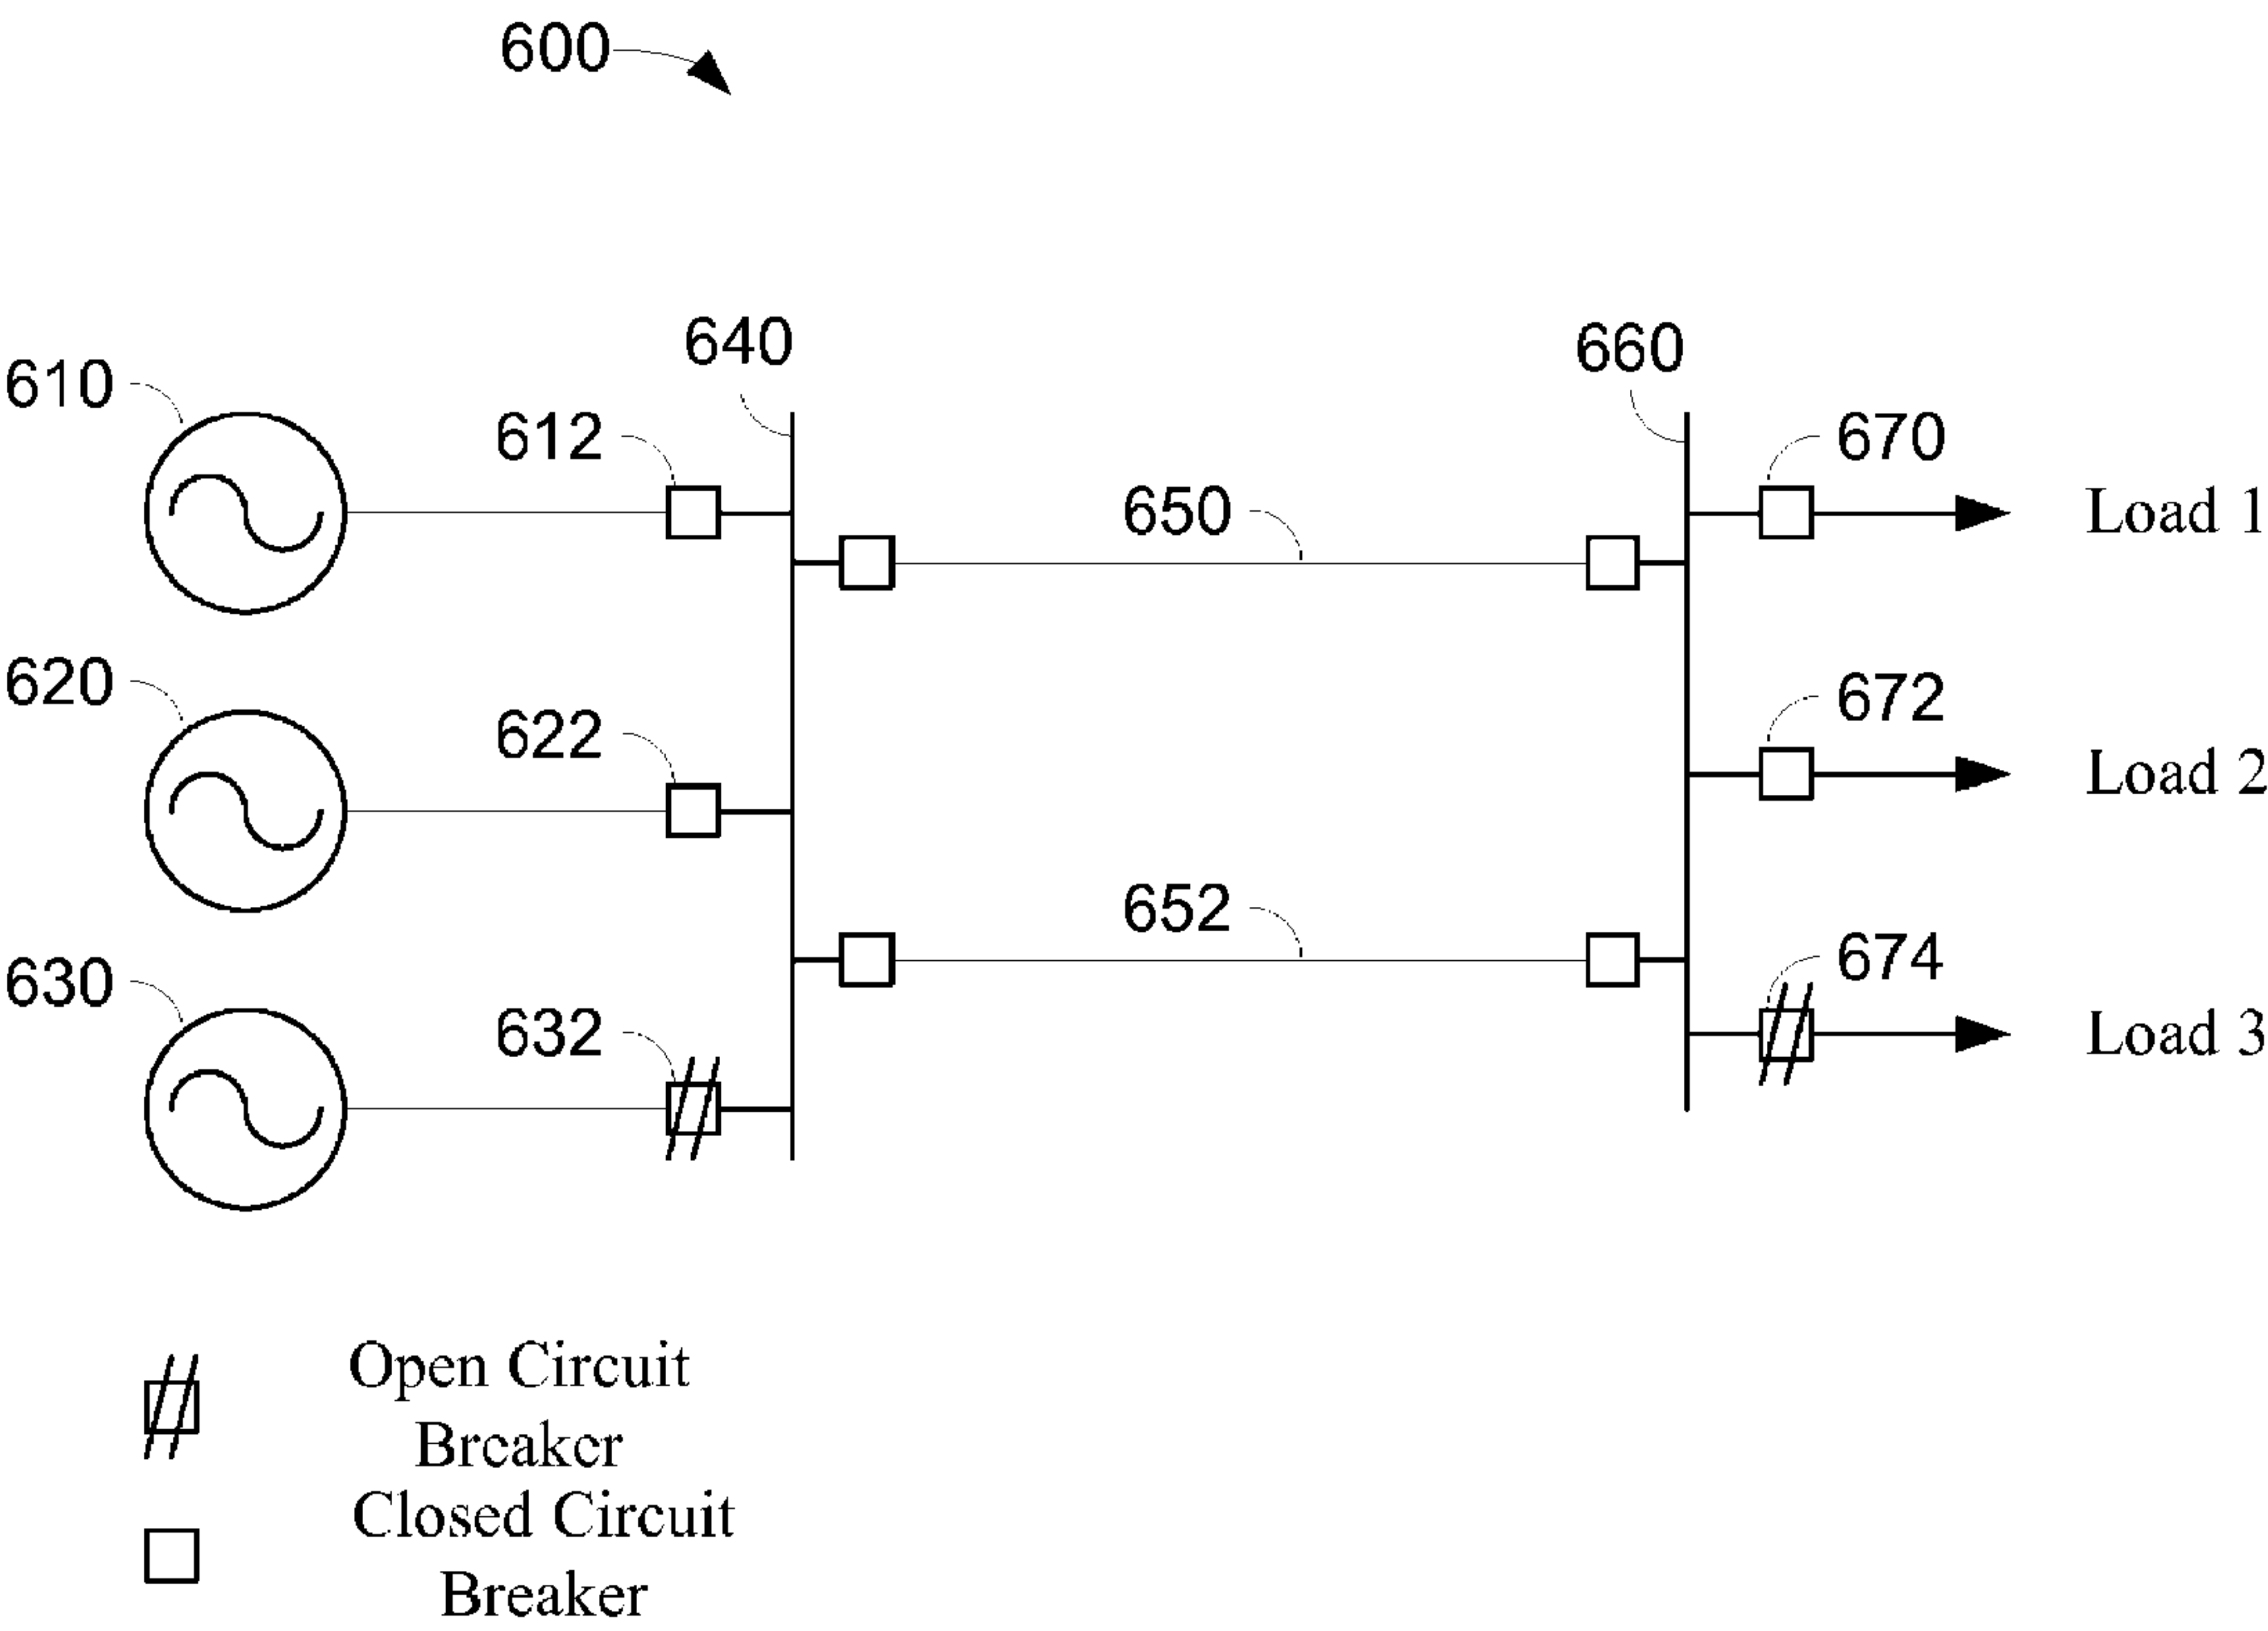 600
640
660
610
612
670
650
Load 1
620
622
672
Load 2
652
630
632
674
Load 3
Open Circuit
Breaker
Closed Circuit
Breaker